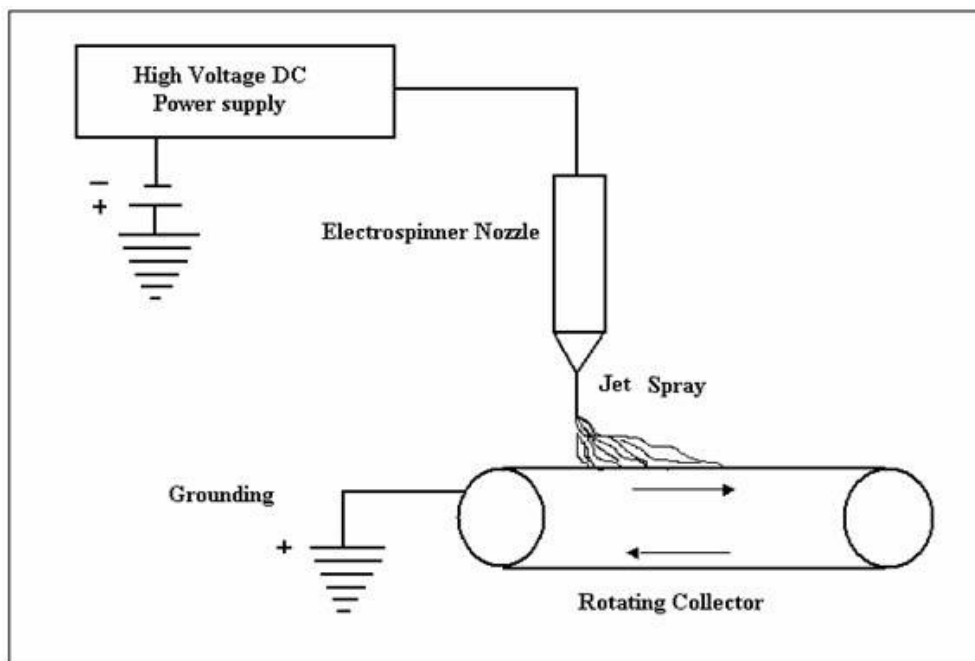 High Voltage DC
Power supply
−
+
Electrospinner Nozzle
Jet Spray
Grounding
+
Rotating Collector